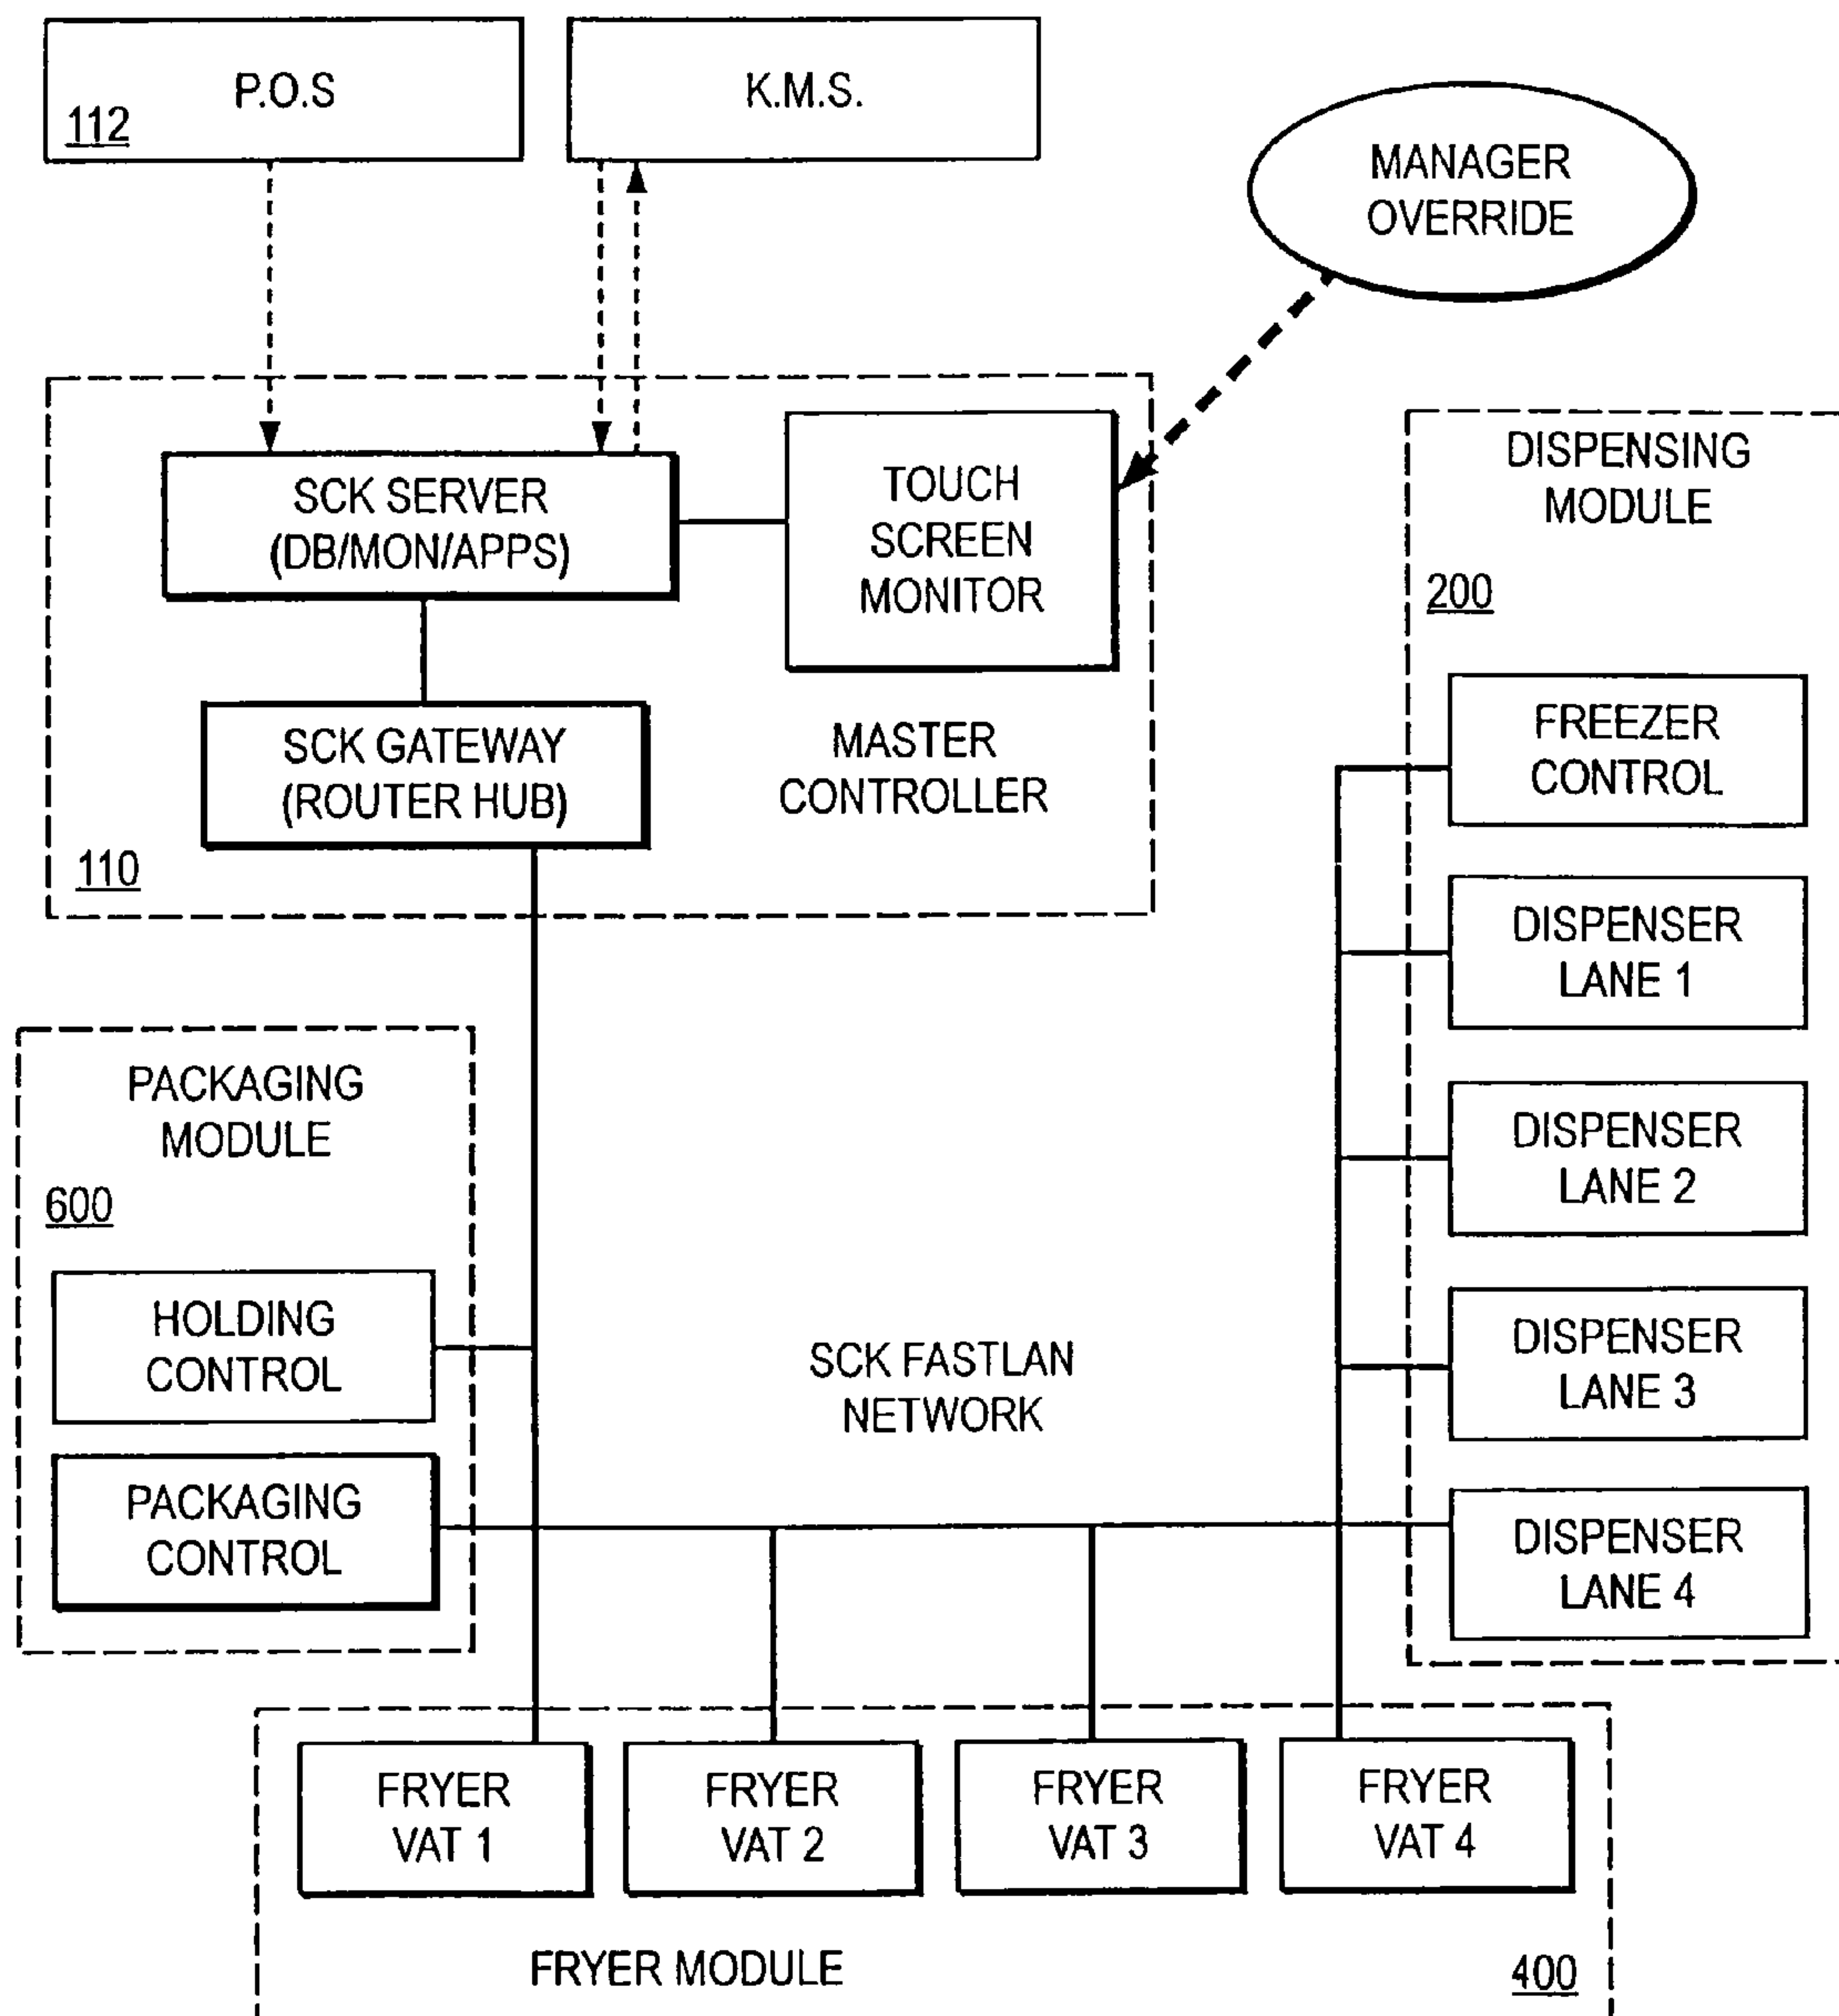 P.O.S
112
K.M.S.
MANAGER
OVERRIDE
SCK SERVER
(DB/MON/APPS)
TOUCH
SCREEN
MONITOR
SCK GATEWAY
(ROUTER HUB)
MASTER
CONTROLLER
110
DISPENSING
MODULE
200
FREEZER
CONTROL
DISPENSER
LANE 1
DISPENSER
LANE 2
DISPENSER
LANE 3
DISPENSER
LANE 4
PACKAGING
MODULE
600
HOLDING
CONTROL
PACKAGING
CONTROL
SCK FASTLAN
NETWORK
FRYER
VAT 1
FRYER
VAT 2
FRYER
VAT 3
FRYER
VAT 4
FRYER MODULE
400